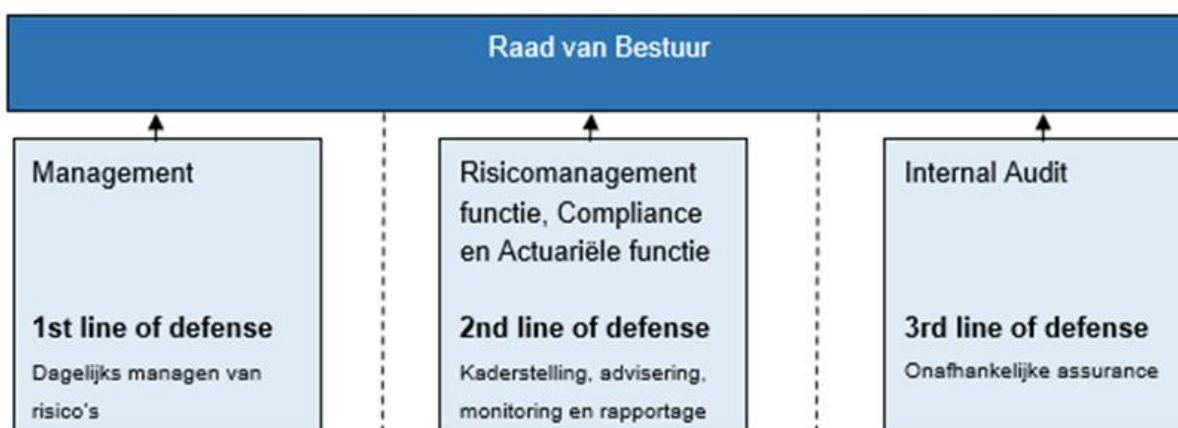 Raad van Bestuur
Management
1st line of defense
Dagelijks managen van
risico's
Risicomanagement
functie, Compliance
en Actuariële functie
2nd line of defense
Kaderstelling, advisering,
monitoring en rapportage
Internal Audit
3rd line of defense
Onafhankelijke assurance